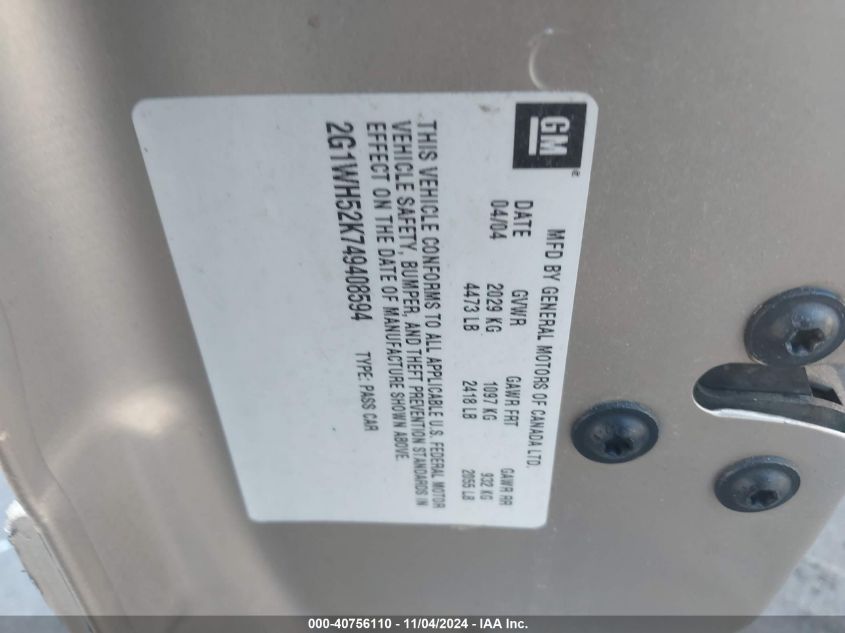 GM
MFD BY GENERAL MOTORS OF CANADA LTD.
DATE GVWR GAWR FRT GAWR RR
04/04 2029 KG 1097 KG 932 KG
4473 LB 2418 LB 2055 LB
THIS VEHICLE CONFORMS TO ALL APPLICABLE U.S. FEDERAL MOTOR
VEHICLE SAFETY, BUMPER, AND THEFT PREVENTION STANDARDS IN
EFFECT ON THE DATE OF MANUFACTURE SHOWN ABOVE.
2G1WH52K749408594 TYPE: PASS CAR
000-40756110 - 11/04/2024 - IAA Inc.